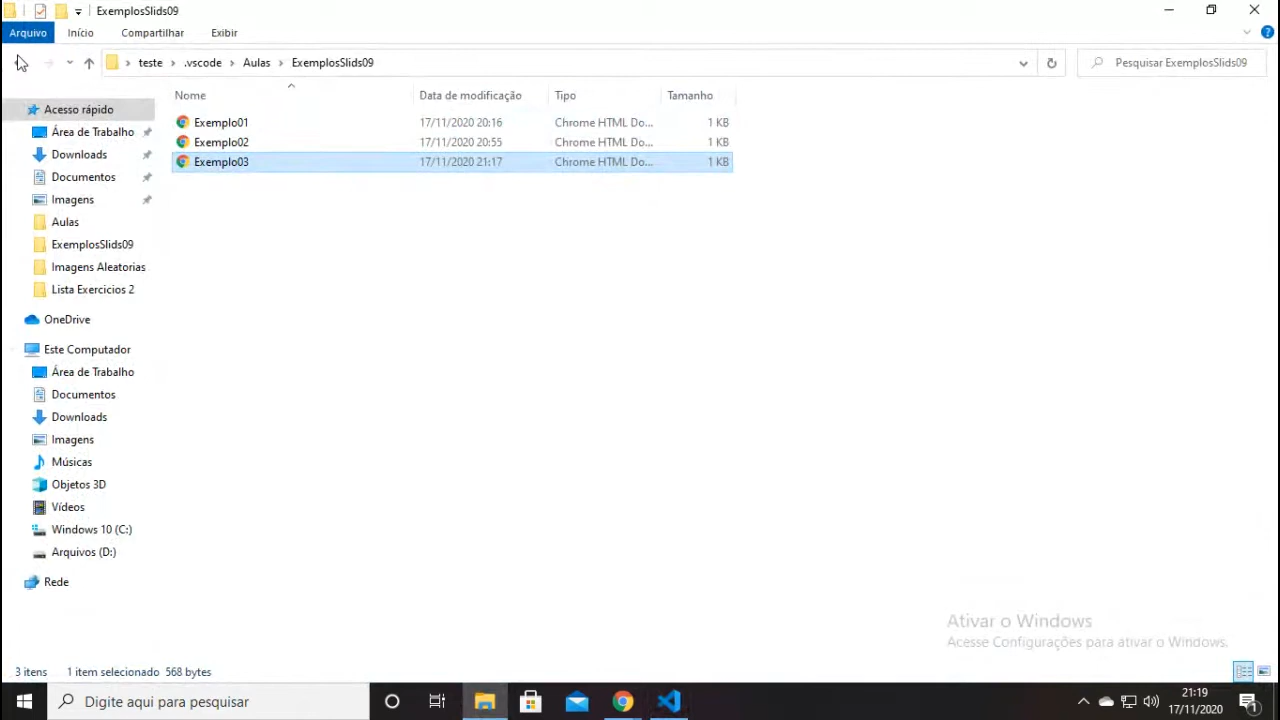 ExemplosSlids09
Arquivo Início Compartilhar Exibir
teste .vscode Aulas ExemplosSlids09 Pesquisar ExemplosSlids09
Nome Data de modificação Tipo Tamanho
Exemplo01 17/11/2020 20:16 Chrome HTML Do... 1 KB
Exemplo02 17/11/2020 20:55 Chrome HTML Do... 1 KB
Exemplo03 17/11/2020 21:17 Chrome HTML Do... 1 KB
Acesso rápido
Área de Trabalho
Downloads
Documentos
Imagens
Aulas
ExemplosSlids09
Imagens Aleatorias
Lista Exercicios 2
OneDrive
Este Computador
Área de Trabalho
Documentos
Downloads
Imagens
Músicas
Objetos 3D
Vídeos
Windows 10 (C:)
Arquivos (D:)
Rede
Ativar o Windows
Acesse Configurações para ativar o Windows.
3 itens 1 item selecionado 568 bytes
Digite aqui para pesquisar
21:19
17/11/2020
1